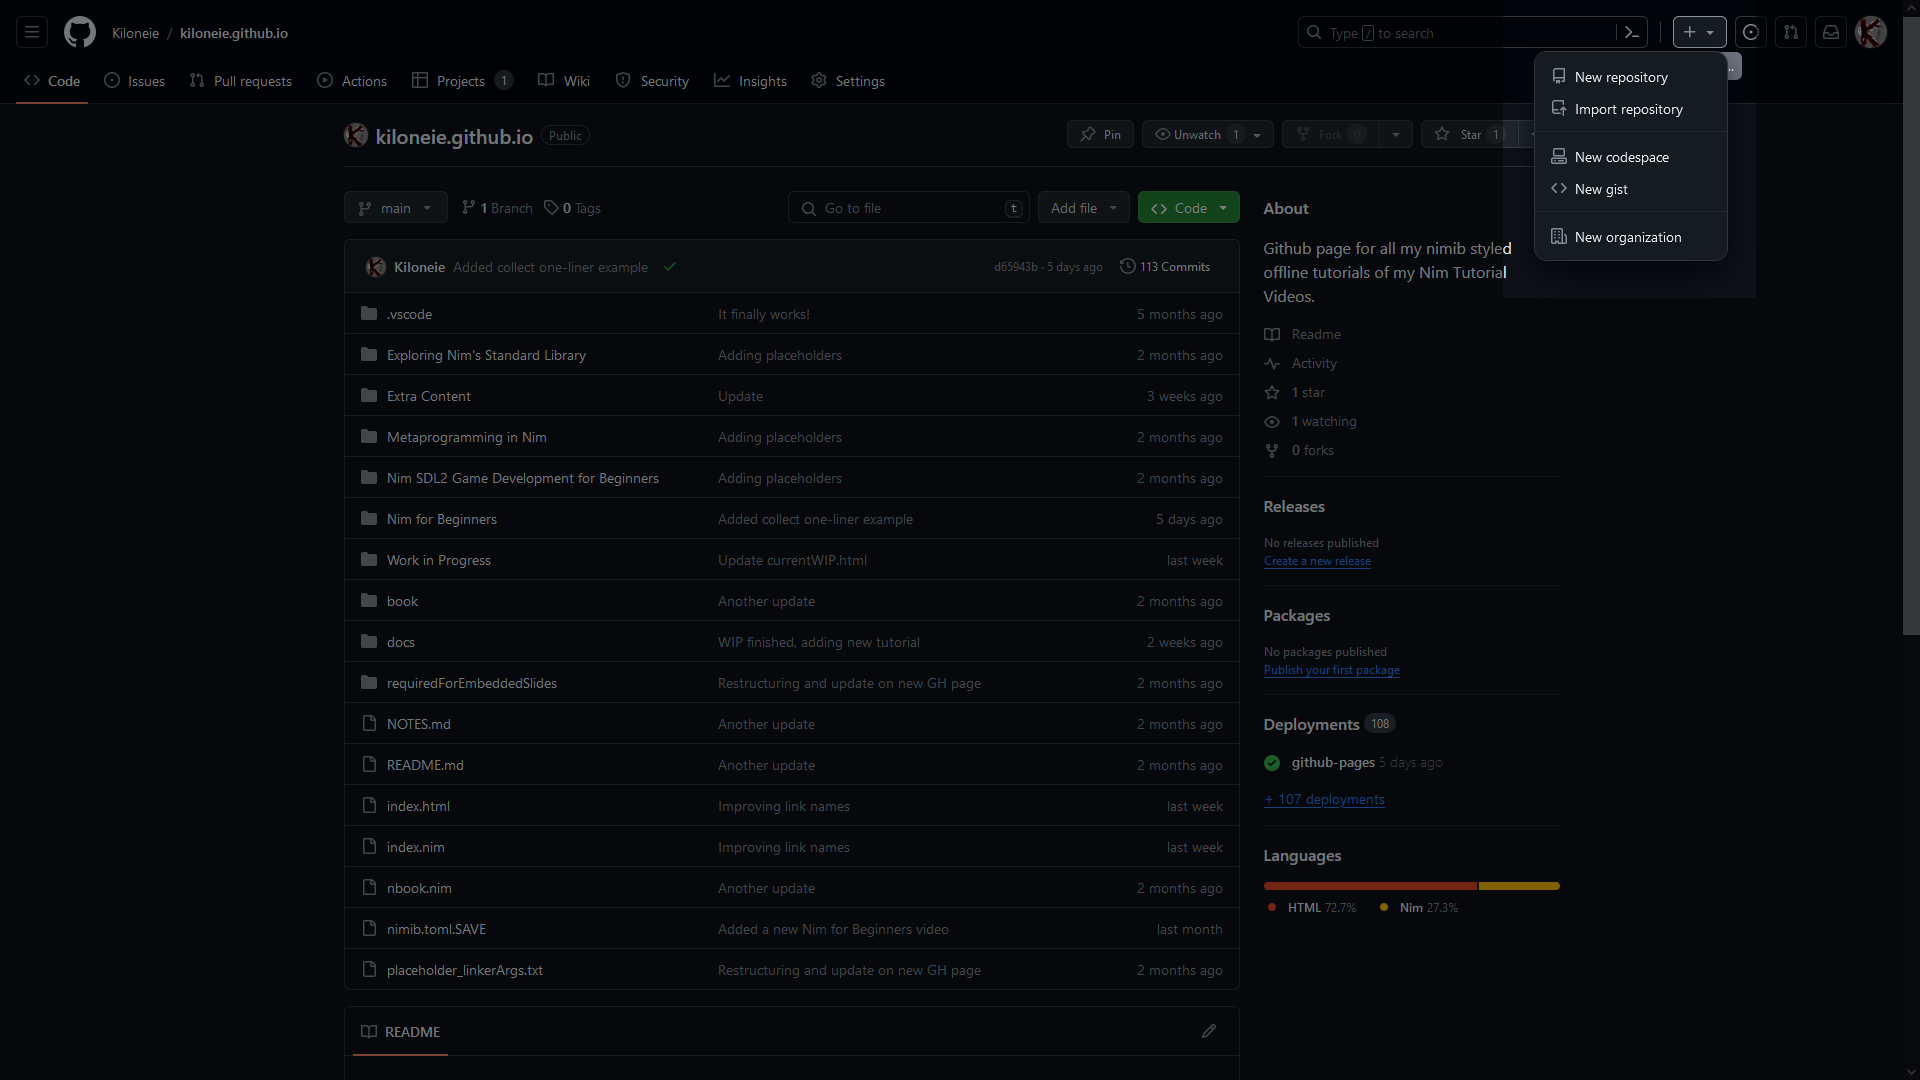 Kiloneie / kiloneie.github.io
Type / to search
Code
Issues
Pull requests
Actions
Projects 1
Wiki
Security
Insights
Settings
New repository
Import repository
New codespace
New gist
New organization
kiloneie.github.io Public
Pin
Unwatch 1
Fork 0
Star 1
main
1 Branch
0 Tags
Go to file t
Add file
Code
Kiloneie Added collect one-liner example d65943b · 5 days ago 113 Commits
.vscode It finally works! 5 months ago
Exploring Nim's Standard Library Adding placeholders 2 months ago
Extra Content Update 3 weeks ago
Metaprogramming in Nim Adding placeholders 2 months ago
Nim SDL2 Game Development for Beginners Adding placeholders 2 months ago
Nim for Beginners Added collect one-liner example 5 days ago
Work in Progress Update currentWIP.html last week
book Another update 2 months ago
docs WIP finished, adding new tutorial 2 weeks ago
requiredForEmbeddedSlides Restructuring and update on new GH page 2 months ago
NOTES.md Another update 2 months ago
README.md Another update 2 months ago
index.html Improving link names last week
index.nim Improving link names last week
nbook.nim Another update 2 months ago
nimib.toml.SAVE Added a new Nim for Beginners video last month
placeholder_linkerArgs.txt Restructuring and update on new GH page 2 months ago
README
About
Github page for all my nimib styled
offline tutorials of my Nim Tutorial
Videos.
Readme
Activity
1 star
1 watching
0 forks
Releases
No releases published
Create a new release
Packages
No packages published
Publish your first package
Deployments 108
github-pages 5 days ago
+ 107 deployments
Languages
HTML 72.7% Nim 27.3%